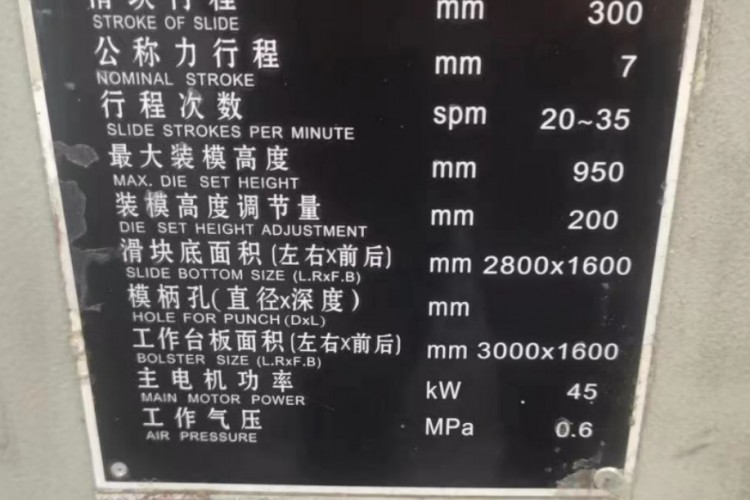 滑块行程 mm 300
STROKE OF SLIDE
公称力行程 mm 7
NOMINAL STROKE
行程次数 spm 20~35
SLIDE STROKES PER MINUTE
最大装模高度 mm 950
MAX. DIE SET HEIGHT
装模高度调节量 mm 200
DIE SET HEIGHT ADJUSTMENT
滑块底面积(左右x前后) mm 2800x1600
SLIDE BOTTOM SIZE (L.RxF.B)
模柄孔(直径x深度) mm
HOLE FOR PUNCH (DxL)
工作台板面积(左右x前后) mm 3000x1600
BOLSTER SIZE (L.RxF.B)
主电机功率 kW 45
MAIN MOTOR POWER
工作气压 MPa 0.6
AIR PRESSURE